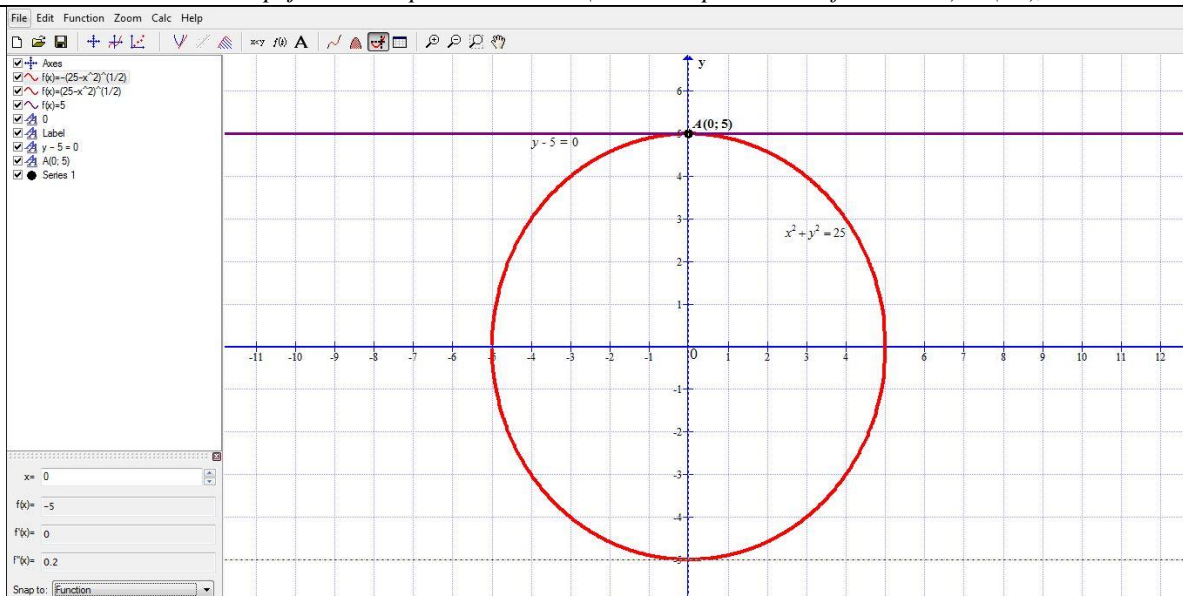 File Edit Function Zoom Calc Help
x<y f(x) A
Axes
f(x)=-(25-x^2)^(1/2)
f(x)=(25-x^2)^(1/2)
f(x)=5
0
Label
y - 5 = 0
A(0; 5)
Series 1
y
6
5
A(0; 5)
y - 5 = 0
4
3
x² + y² = 25
2
1
-11 -10 -9 -8 -7 -6 -5 -4 -3 -2 -1 0 1 2 3 4 5 6 7 8 9 10 11 12
-1
-2
-3
-4
-5
x= 0
f(x)= -5
f'(x)= 0
f''(x)= 0.2
Snap to: Function